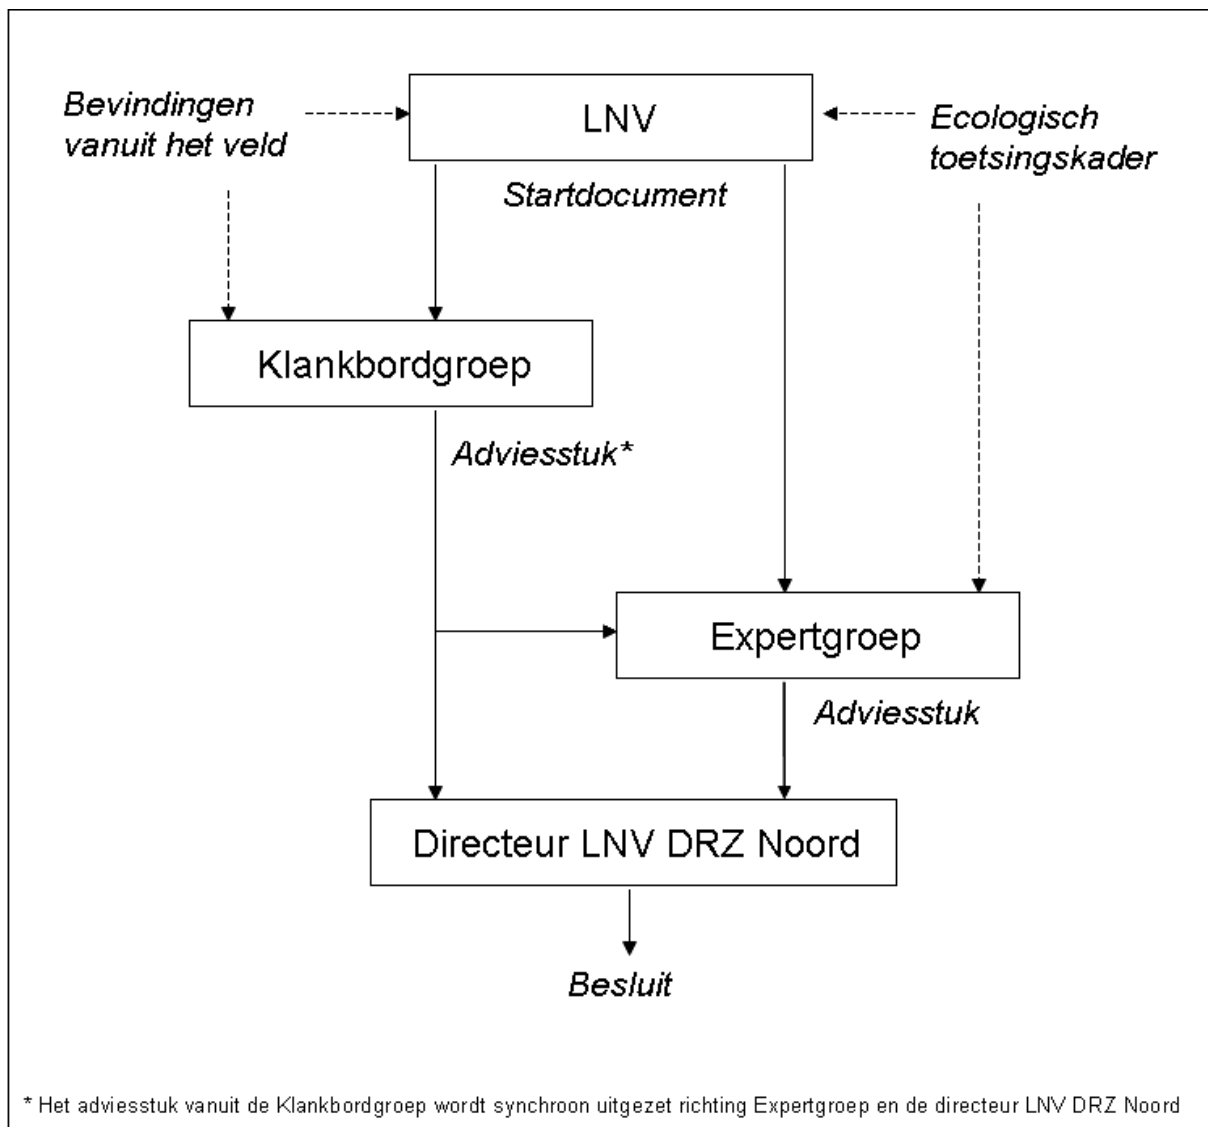 Bevindingen
vanuit het veld
LNV
Ecologisch
toetsingskader
Startdocument
Klankbordgroep
Adviesstuk*
Expertgroep
Adviesstuk
Directeur LNV DRZ Noord
Besluit
* Het adviesstuk vanuit de Klankbordgroep wordt synchroon uitgezet richting Expertgroep en de directeur LNV DRZ Noord